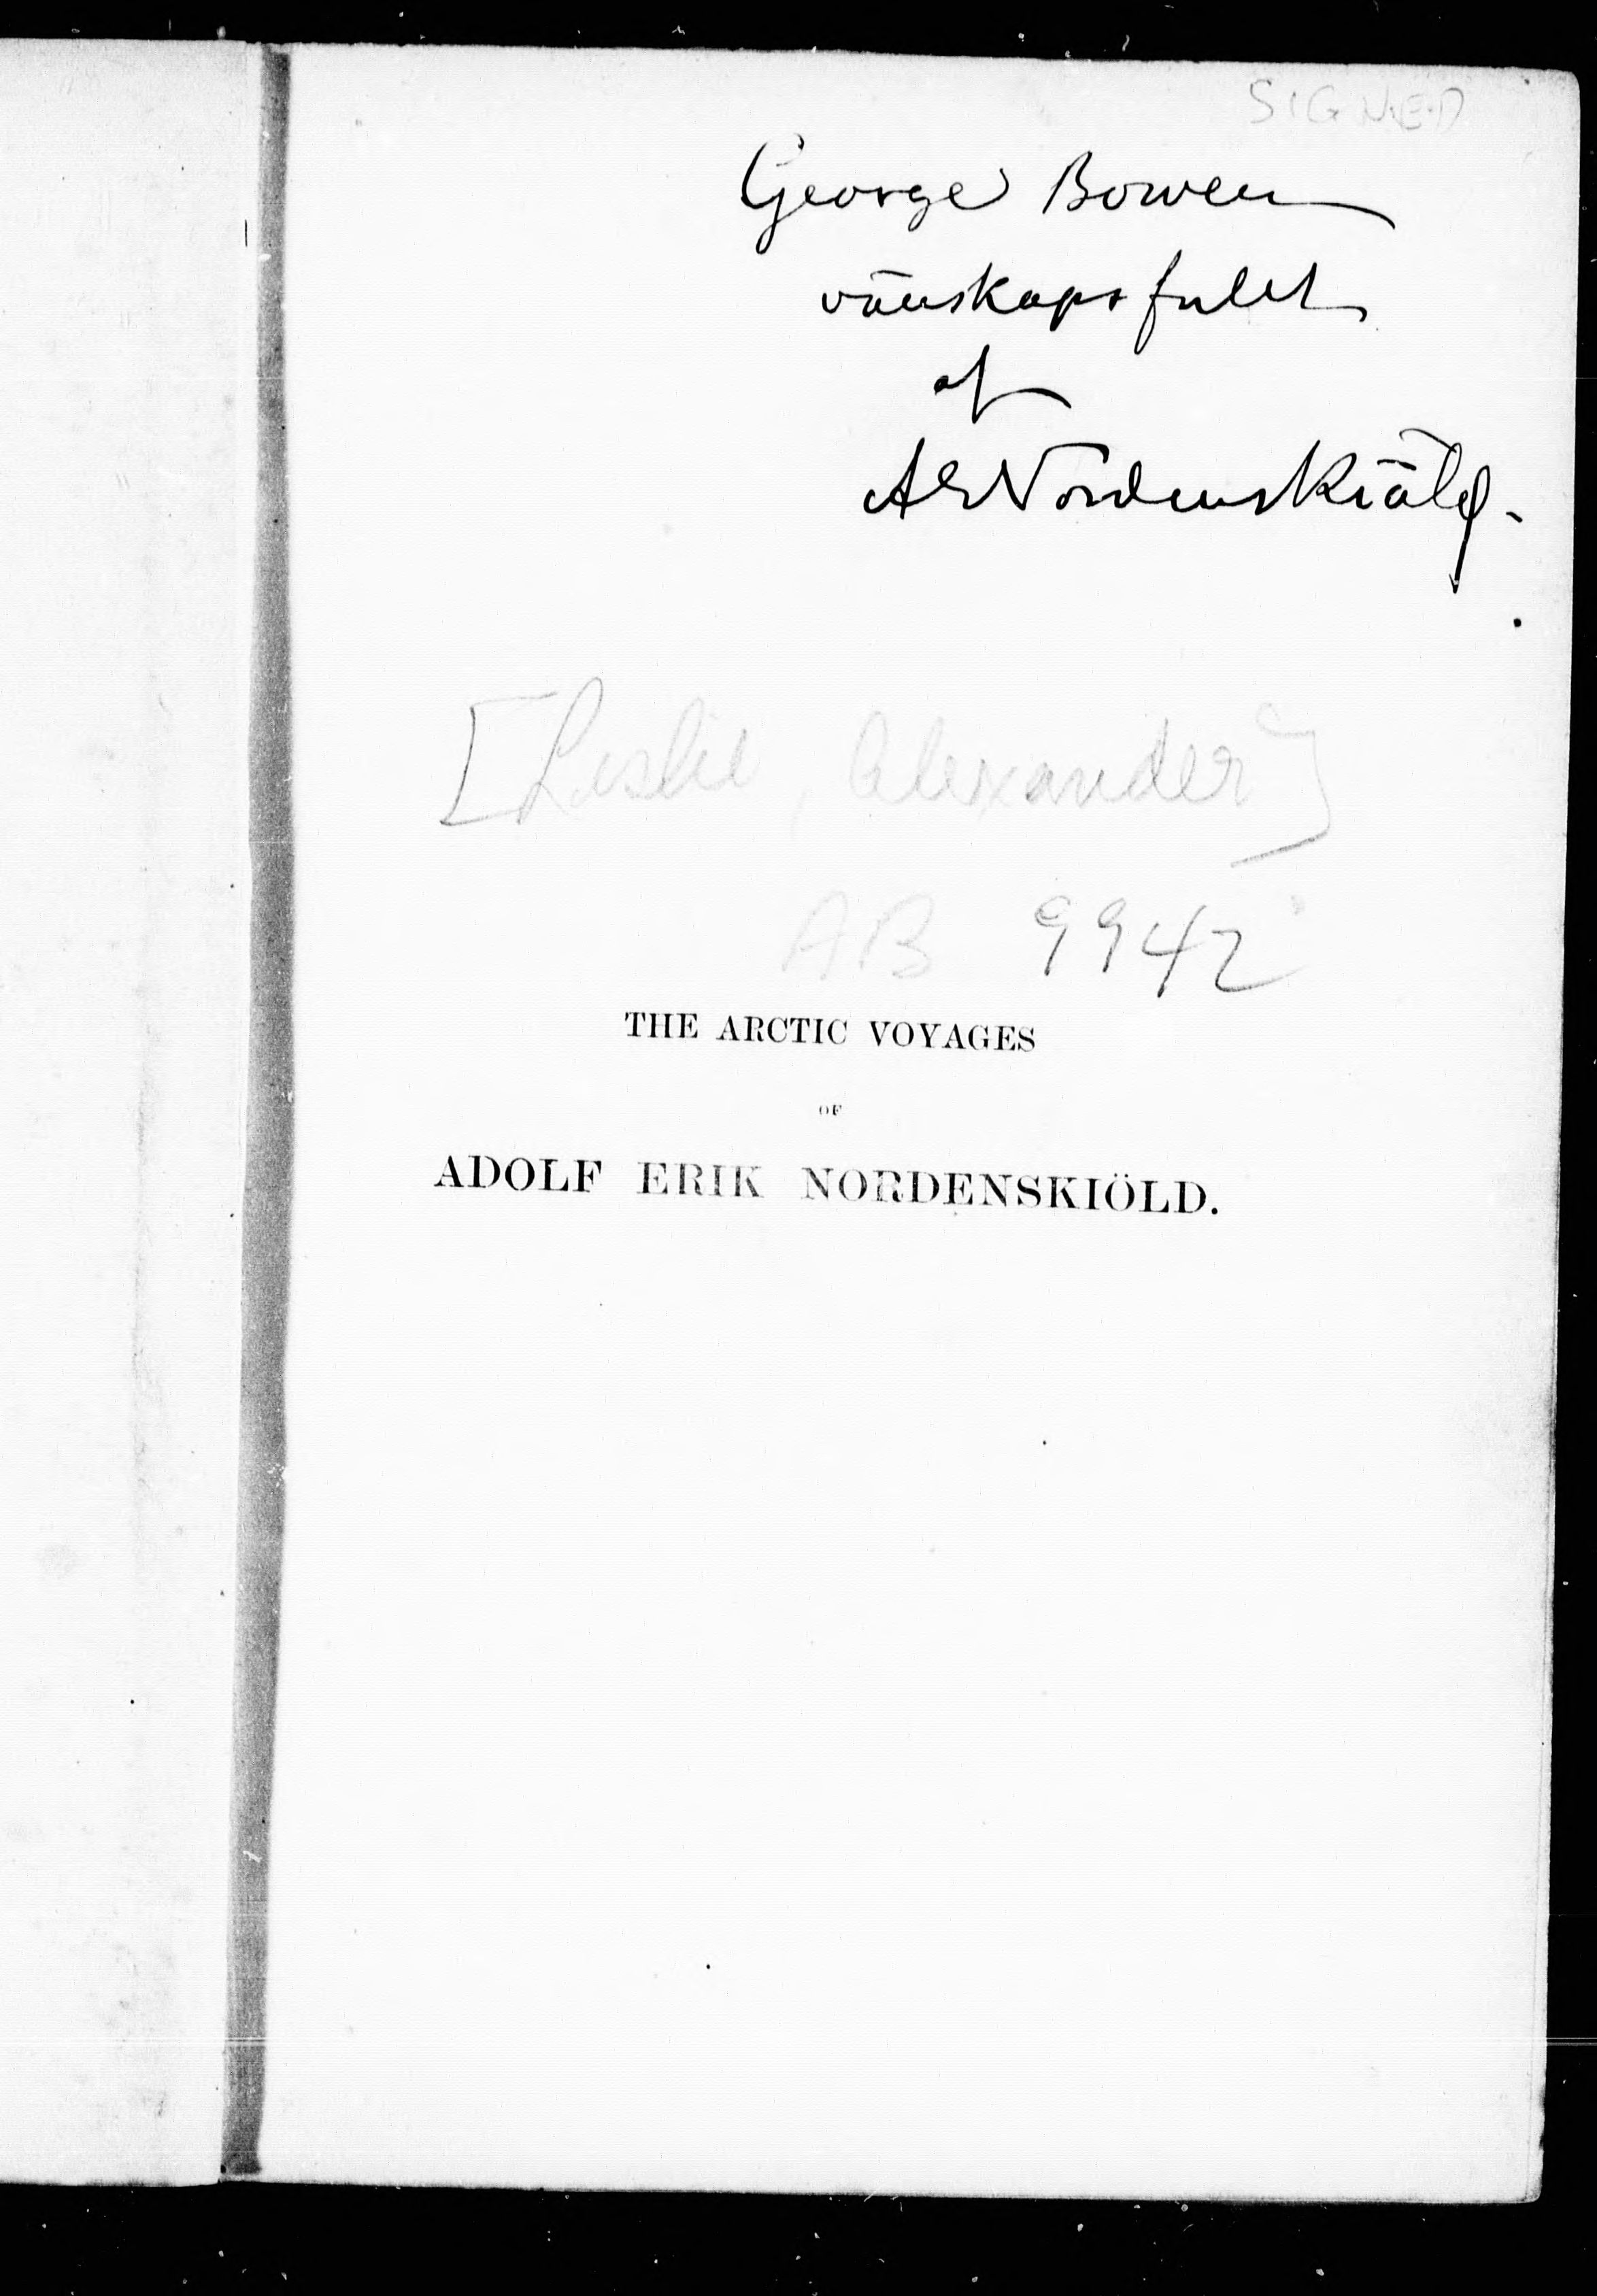 SIGNED
George Bowen
vänskapsfullt
af
AENordenskiöld.
[Leslie, Alexander]
AB 9942
THE ARCTIC VOYAGES
OF
ADOLF ERIK NORDENSKIÖLD.